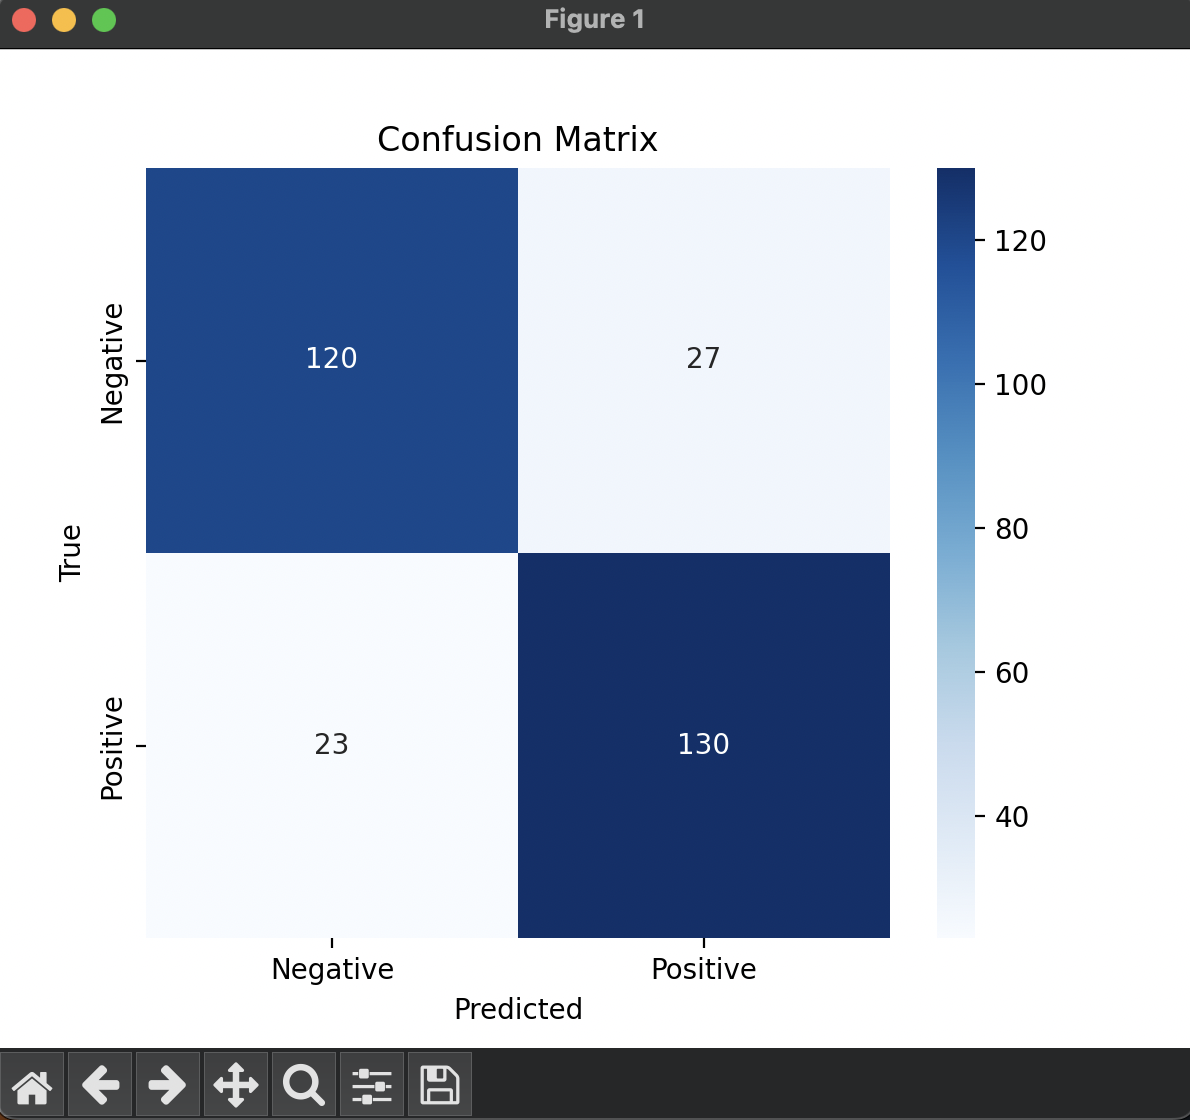 Figure 1
Confusion Matrix
Negative
120
27
Positive
23
130
True
Negative
Positive
Predicted
120
100
80
60
40